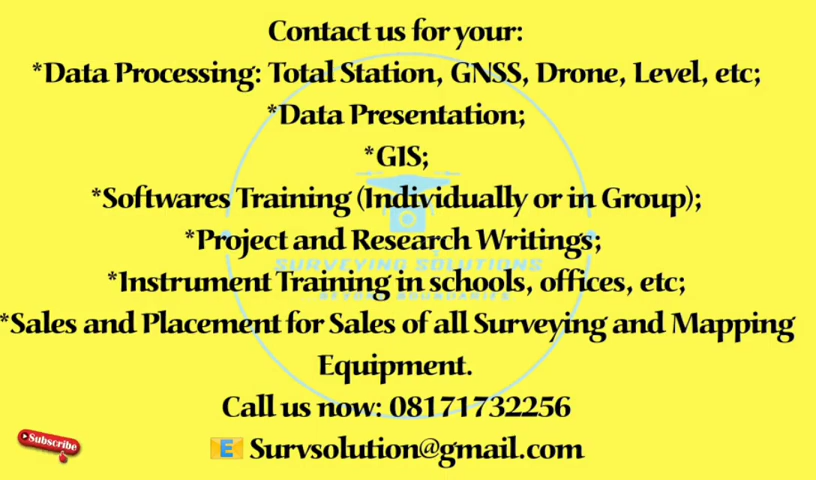 Contact us for your:
*Data Processing: Total Station, GNSS, Drone, Level, etc;
*Data Presentation;
*GIS;
*Softwares Training (Individually or in Group);
*Project and Research Writings;
SURVEYING SOLUTIONS
*Instrument Training in schools, offices, etc;
BEYOND BOUNDARIES
*Sales and Placement for Sales of all Surveying and Mapping
Equipment.
Call us now: 08171732256
E Survsolution@gmail.com
Subscribe